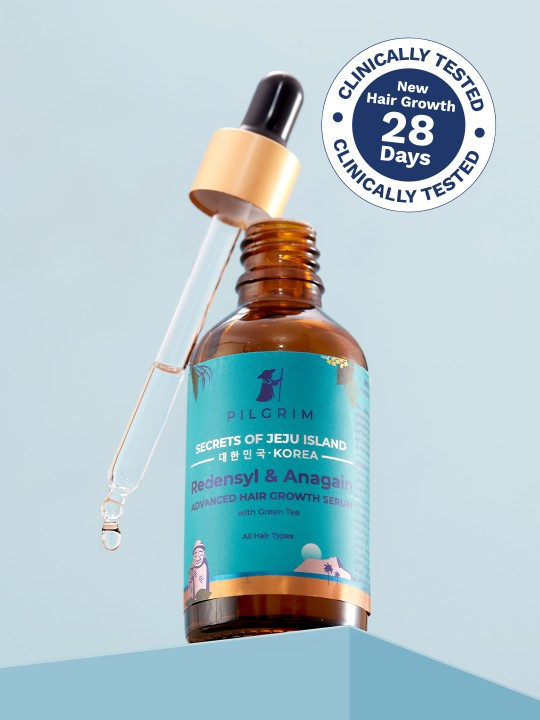 CLINICALLY TESTED
New
Hair Growth
28
Days
CLINICALLY TESTED
PILGRIM
SECRETS OF JEJU ISLAND
대한민국·KOREA
Redensyl & Anagain
ADVANCED HAIR GROWTH SERUM
with Green Tea
All Hair Types